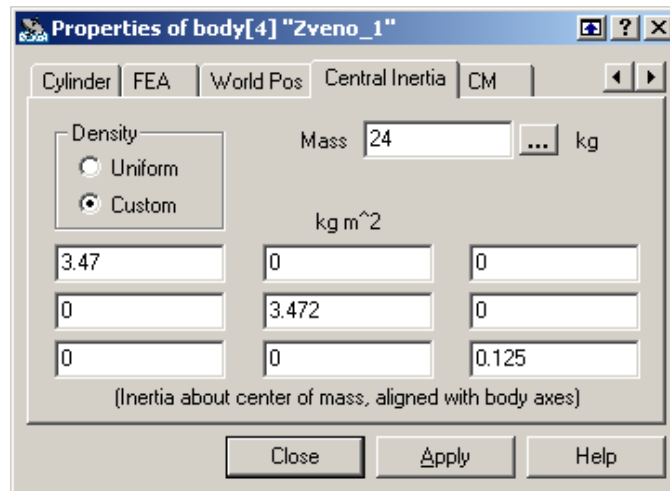 Properties of body[4] "Zveno_1"
Cylinder FEA World Pos Central Inertia CM
Density Mass 24 ... kg
Uniform
Custom
kg m^2
3.47 0 0
0 3.472 0
0 0 0.125
(Inertia about center of mass, aligned with body axes)
Close Apply Help